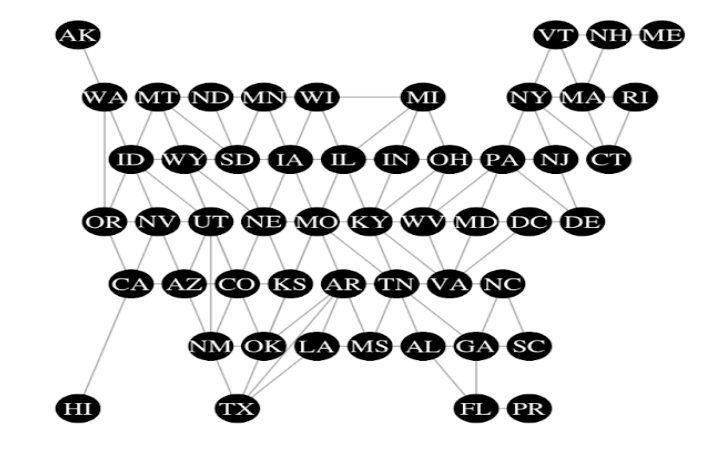 AK VT NH ME
WA MT ND MN WI MI NY MA RI
ID WY SD IA IL IN OH PA NJ CT
OR NV UT NE MO KY WV MD DC DE
CA AZ CO KS AR TN VA NC
NM OK LA MS AL GA SC
HI TX FL PR